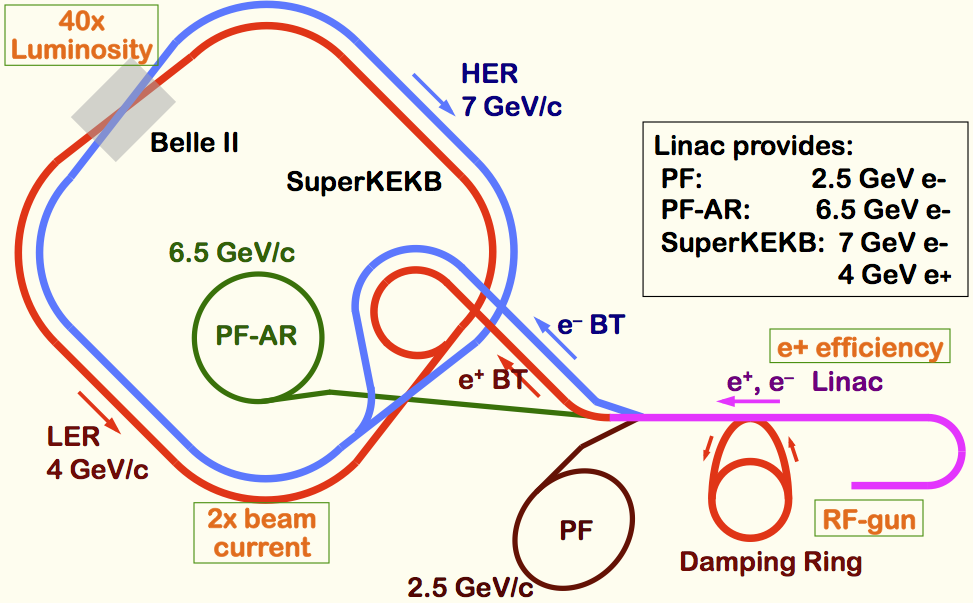 40x
Luminosity
HER
7 GeV/c
Belle II
SuperKEKB
Linac provides:
PF: 2.5 GeV e-
PF-AR: 6.5 GeV e-
SuperKEKB: 7 GeV e-
4 GeV e+
6.5 GeV/c
PF-AR
e⁻ BT
e⁺ BT
e+ efficiency
e⁺, e⁻ Linac
LER
4 GeV/c
2x beam
current
PF
2.5 GeV/c
RF-gun
Damping Ring